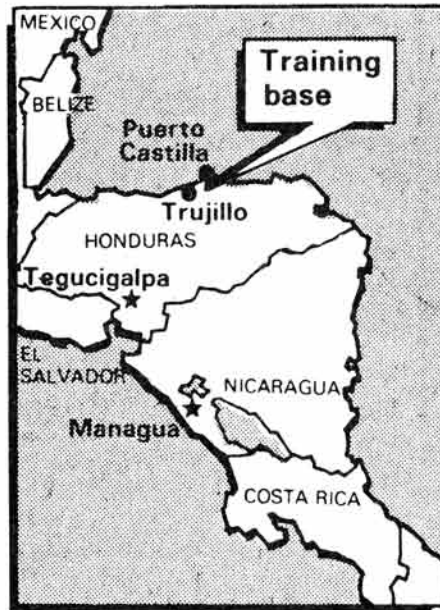 MEXICO
BELIZE
Training
base
Puerto
Castilla
Trujillo
HONDURAS
Tegucigalpa
EL
SALVADOR
NICARAGUA
Managua
COSTA RICA